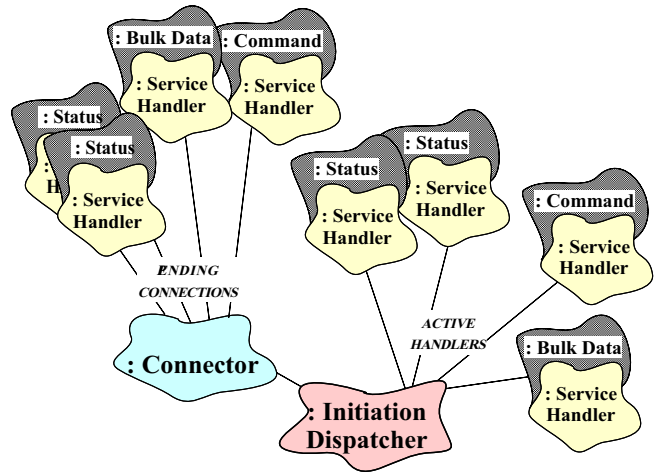 : Bulk Data
: Service
Handler
: Command
: Service
Handler
: Status
:
H
: Status
: Service
Handler
: Status
: Service
Handler
: Status
: Service
Handler
: Command
: Service
Handler
PENDING
CONNECTIONS
ACTIVE
HANDLERS
: Connector
: Bulk Data
: Service
Handler
: Initiation
Dispatcher